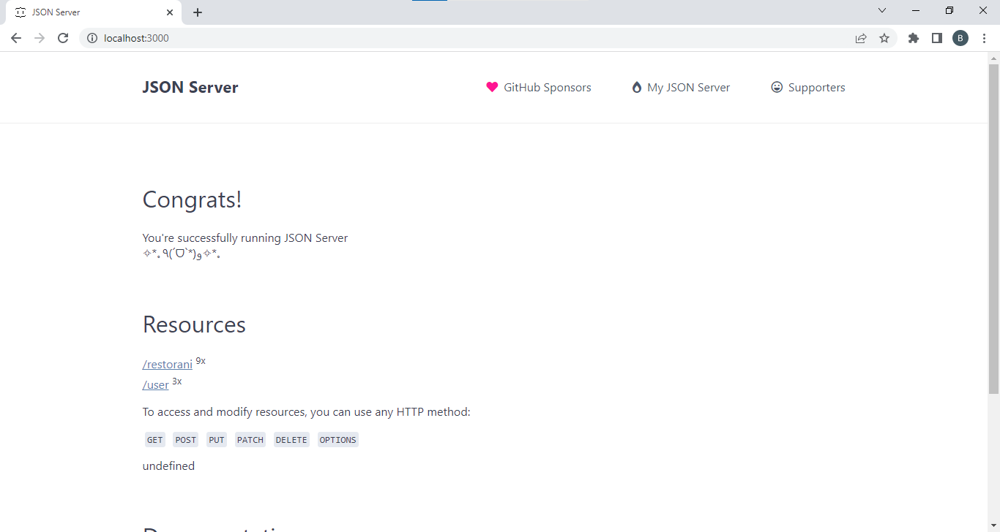 JSON Server
localhost:3000
B
JSON Server
GitHub Sponsors
My JSON Server
Supporters
Congrats!
You're successfully running JSON Server
✧*。٩(ˊᗜˋ*)و✧*。
Resources
/restorani 9x
/user 3x
To access and modify resources, you can use any HTTP method:
GET POST PUT PATCH DELETE OPTIONS
undefined